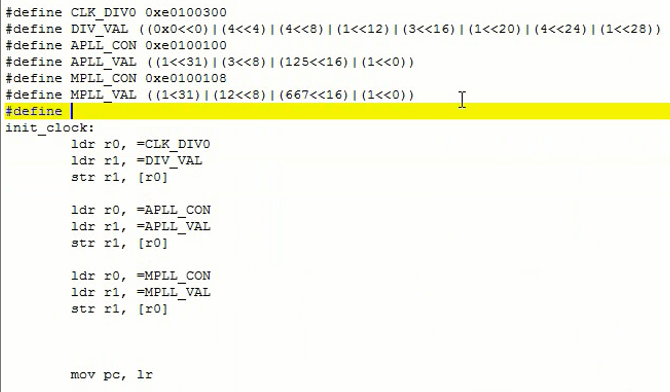 #define CLK_DIV0 0xe0100300
#define DIV_VAL ((0x0<<0)|(4<<4)|(4<<8)|(1<<12)|(3<<16)|(1<<20)|(4<<24)|(1<<28))
#define APLL_CON 0xe0100100
#define APLL_VAL ((1<<31)|(3<<8)|(125<<16)|(1<<0))
#define MPLL_CON 0xe0100108
#define MPLL_VAL ((1<31)|(12<<8)|(667<<16)|(1<<0))
#define
init_clock:
ldr r0, =CLK_DIV0
ldr r1, =DIV_VAL
str r1, [r0]
ldr r0, =APLL_CON
ldr r1, =APLL_VAL
str r1, [r0]
ldr r0, =MPLL_CON
ldr r1, =MPLL_VAL
str r1, [r0]
mov pc, lr